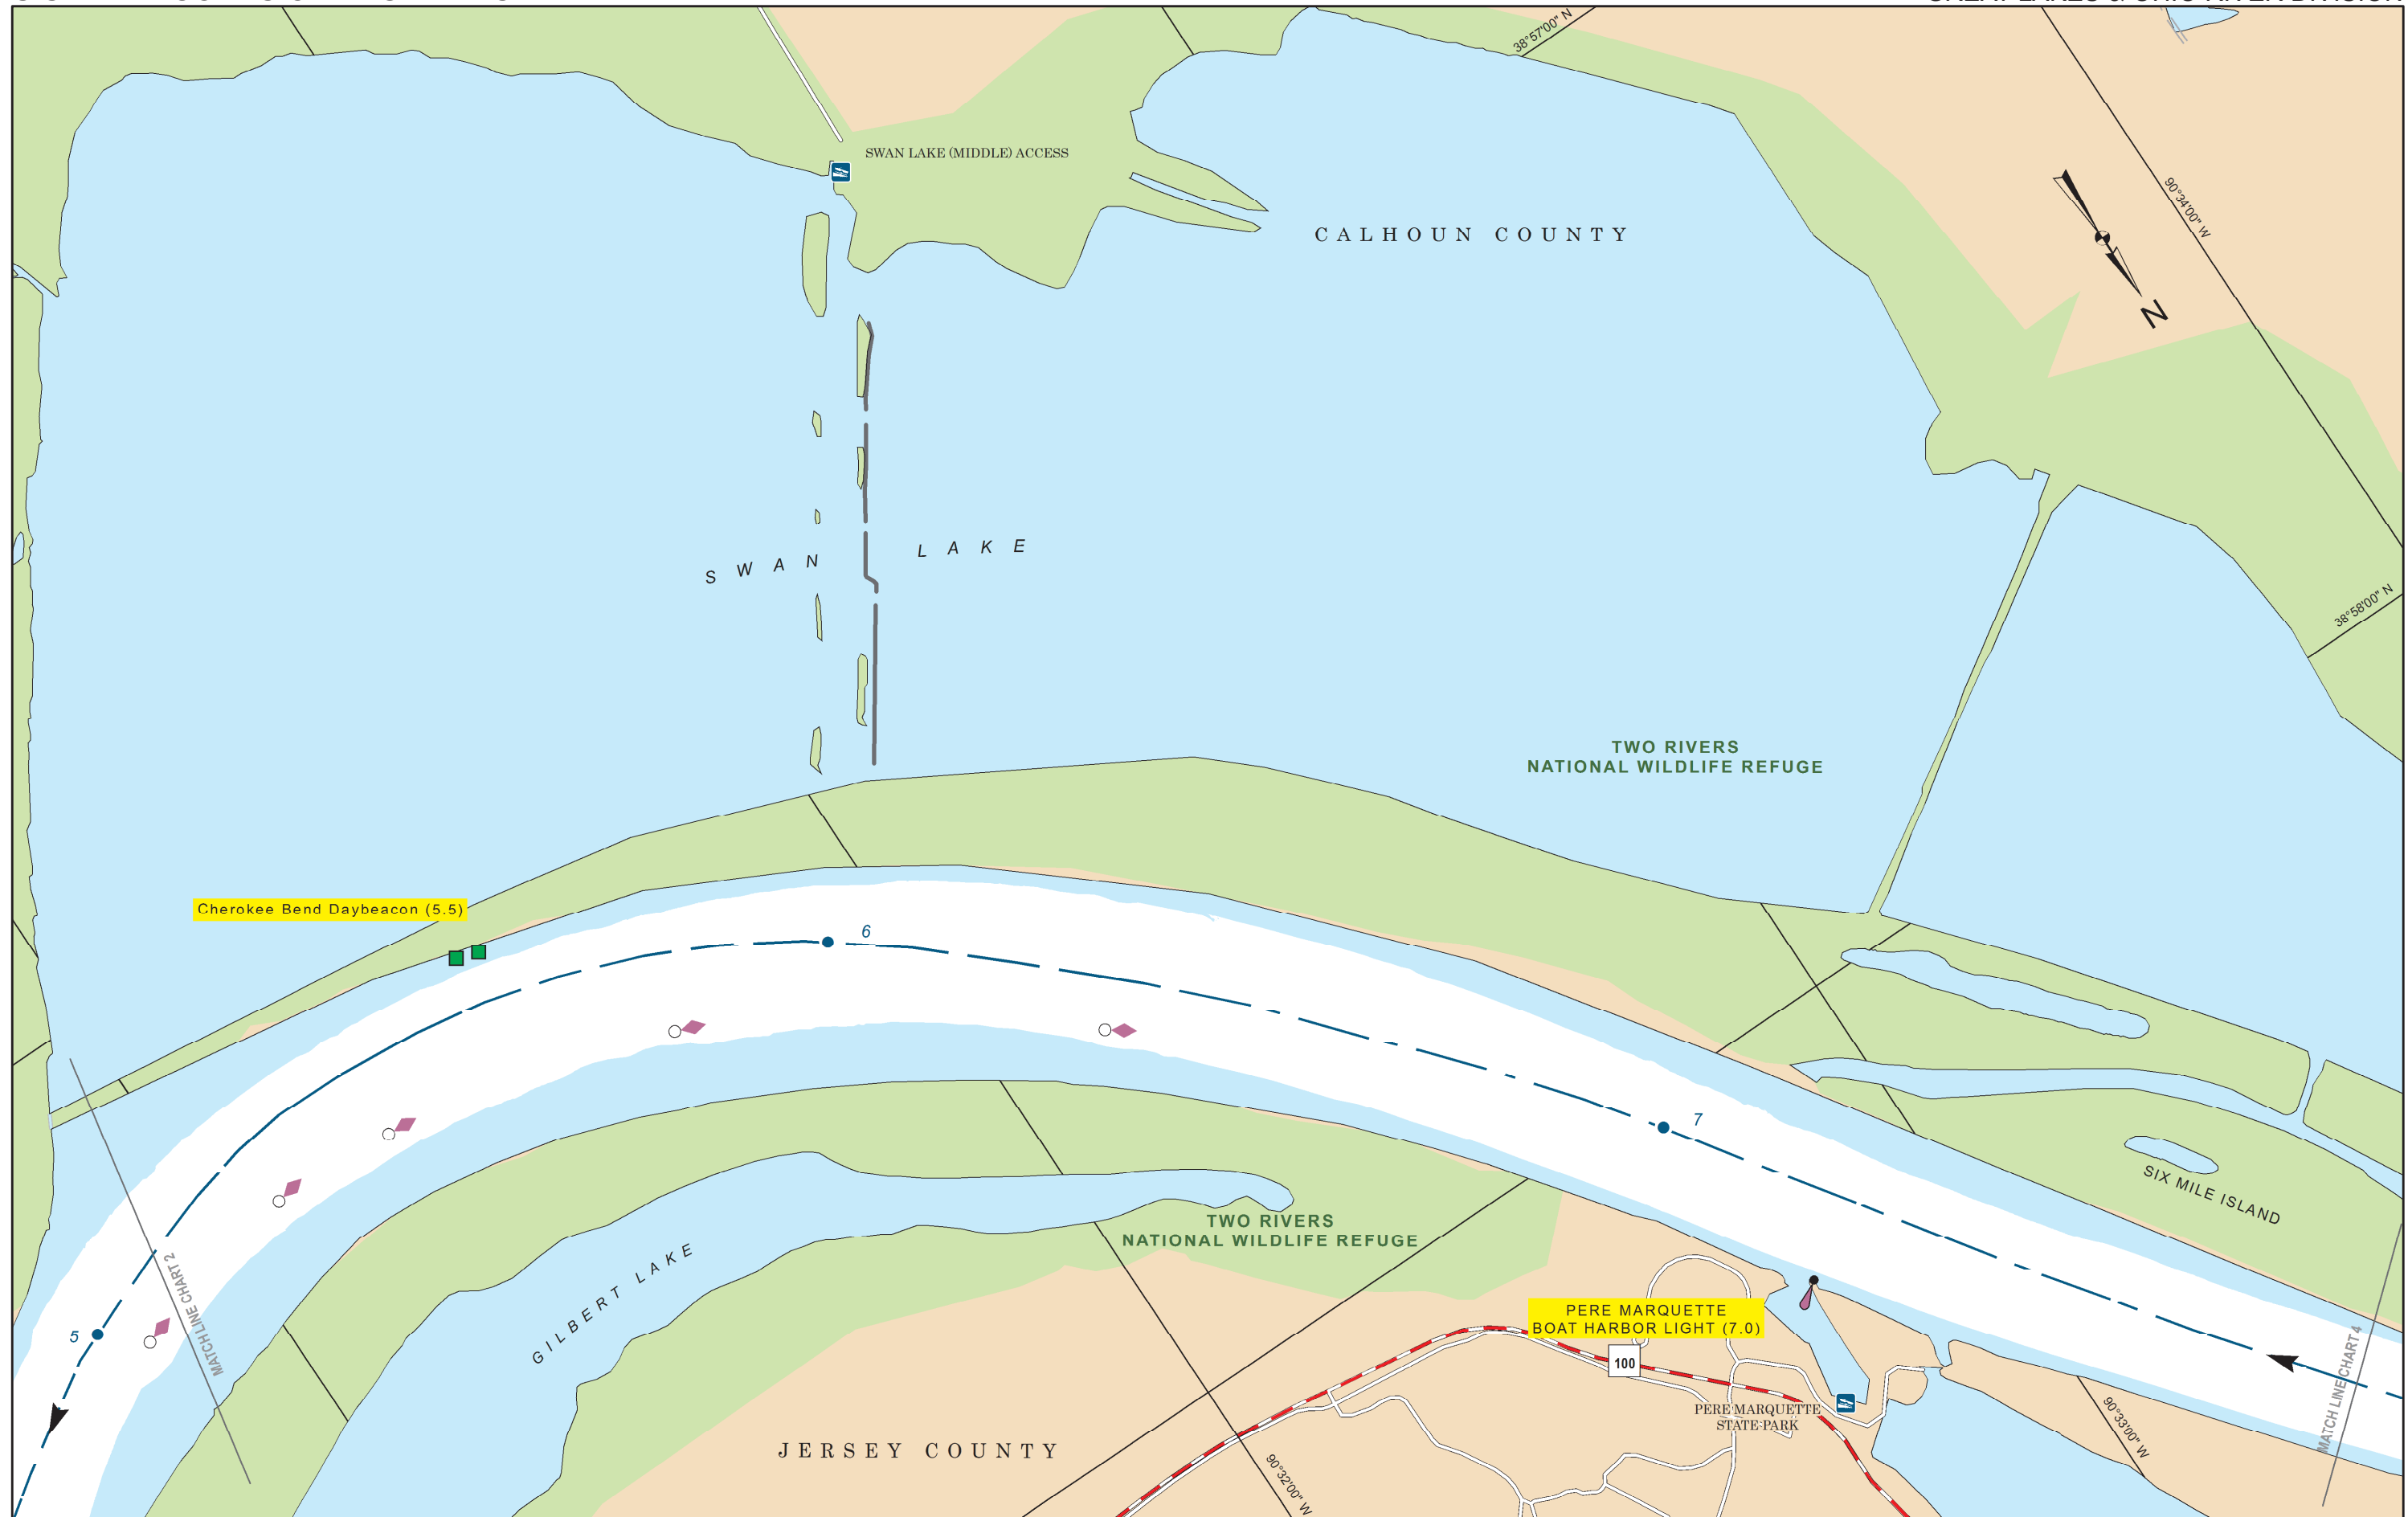 38°57'00" N
SWAN LAKE (MIDDLE) ACCESS
90°34'00" W
CALHOUN COUNTY
N
SWAN LAKE
38°58'00" N
TWO RIVERS
NATIONAL WILDLIFE REFUGE
Cherokee Bend Daybeacon (5.5)
6
7
SIX MILE ISLAND
TWO RIVERS
NATIONAL WILDLIFE REFUGE
GILBERT LAKE
MATCH LINE CHART 2
5
PERE MARQUETTE
BOAT HARBOR LIGHT (7.0)
100
MATCH LINE CHART 4
PERE MARQUETTE
STATE PARK
JERSEY COUNTY
90°33'00" W
90°32'00" W